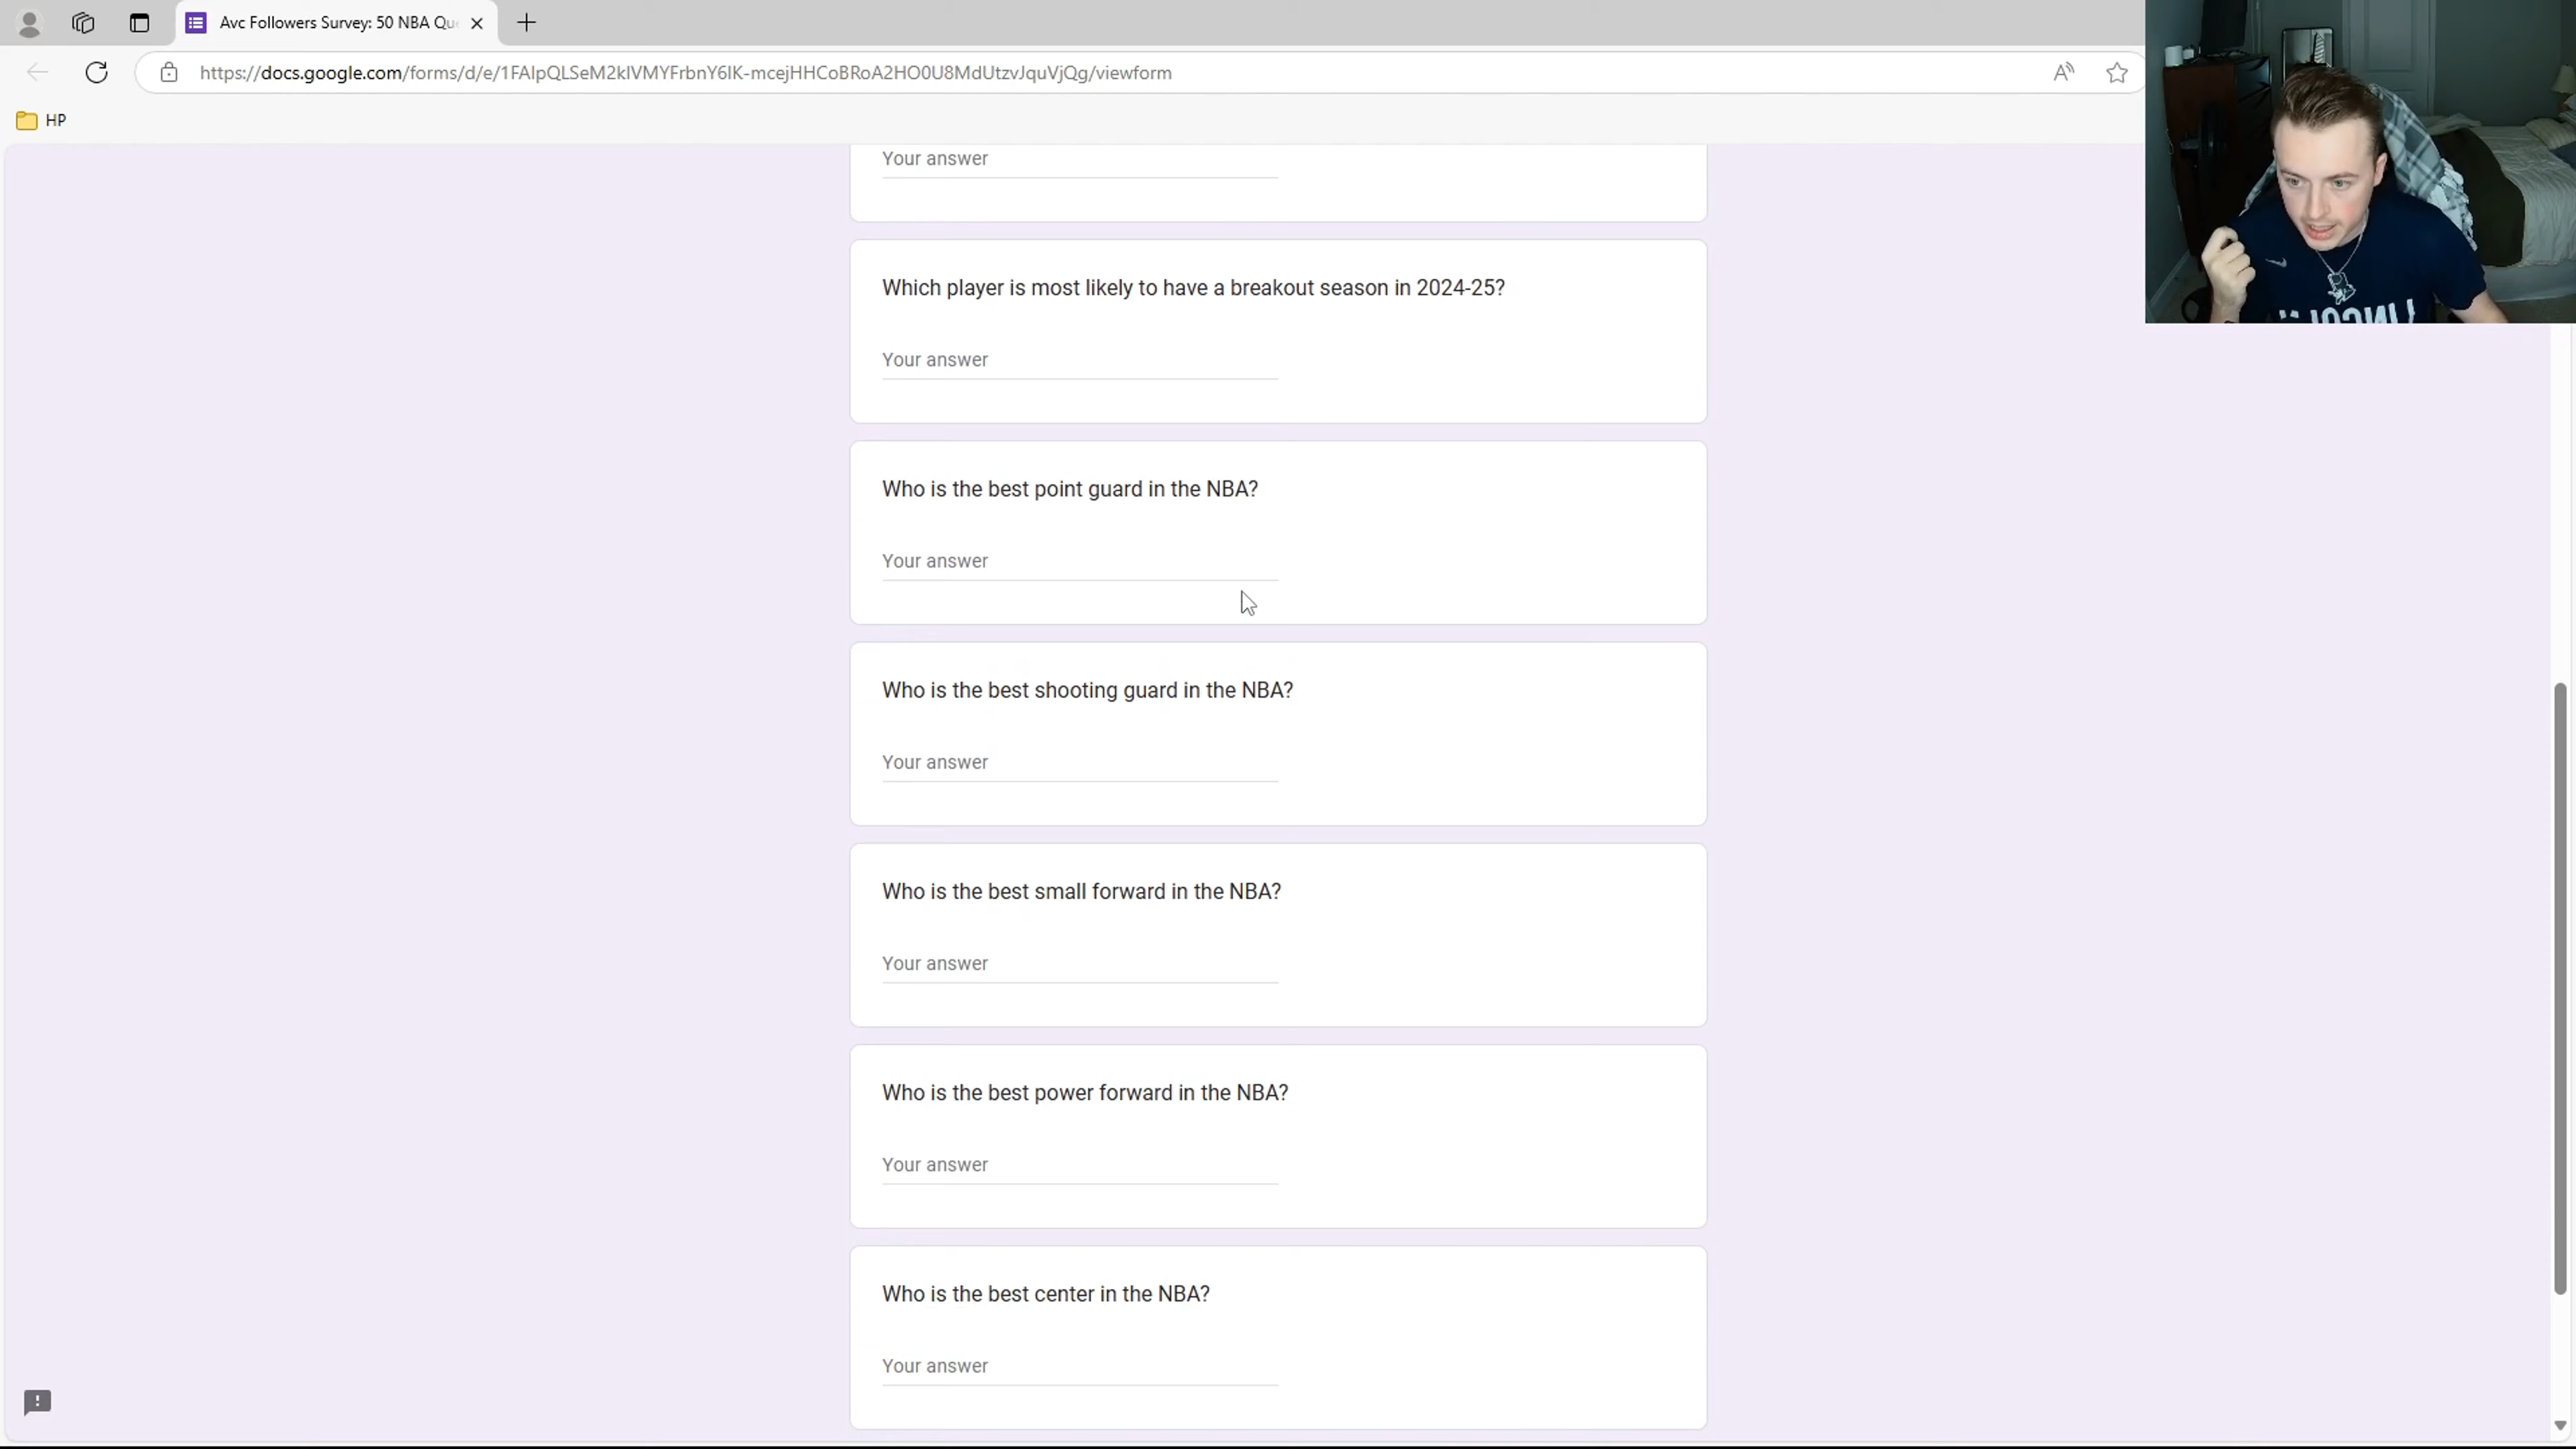 Avc Followers Survey: 50 NBA Qu
https://docs.google.com/forms/d/e/1FAIpQLSeM2kIVMYFrbnY6IK-mcejHHCoBRoA2HO0U8MdUtzvJquVjQg/viewform
HP
Your answer
Which player is most likely to have a breakout season in 2024-25?
Your answer
Who is the best point guard in the NBA?
Your answer
Who is the best shooting guard in the NBA?
Your answer
Who is the best small forward in the NBA?
Your answer
Who is the best power forward in the NBA?
Your answer
Who is the best center in the NBA?
Your answer